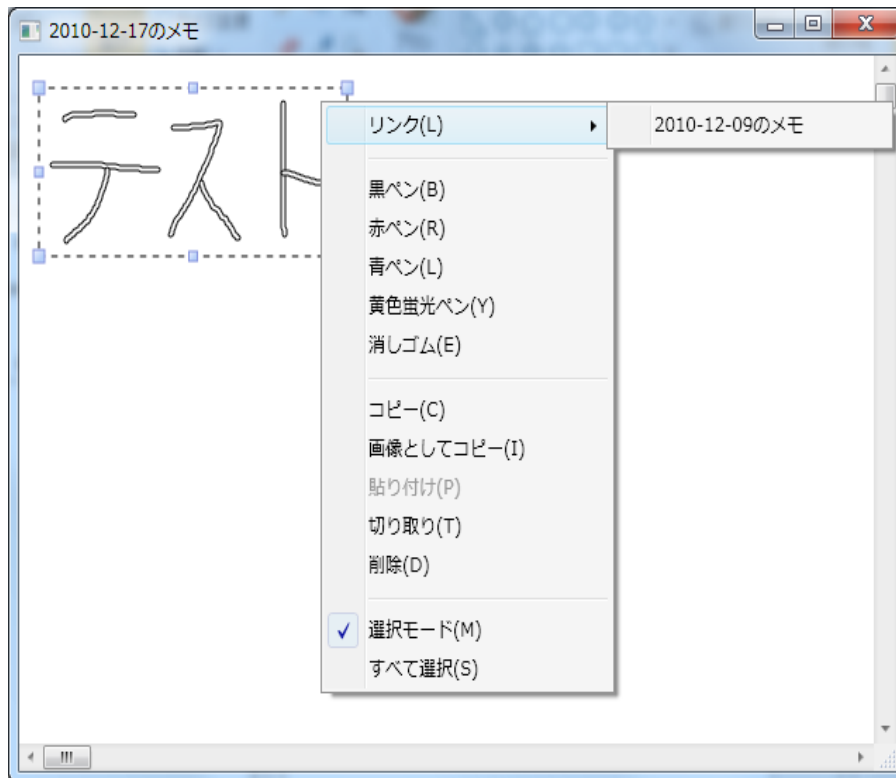 2010-12-17のメモ
テスト
リンク(L)
2010-12-09のメモ
黒ペン(B)
赤ペン(R)
青ペン(L)
黄色蛍光ペン(Y)
消しゴム(E)
コピー(C)
画像としてコピー(I)
貼り付け(P)
切り取り(T)
削除(D)
選択モード(M)
すべて選択(S)